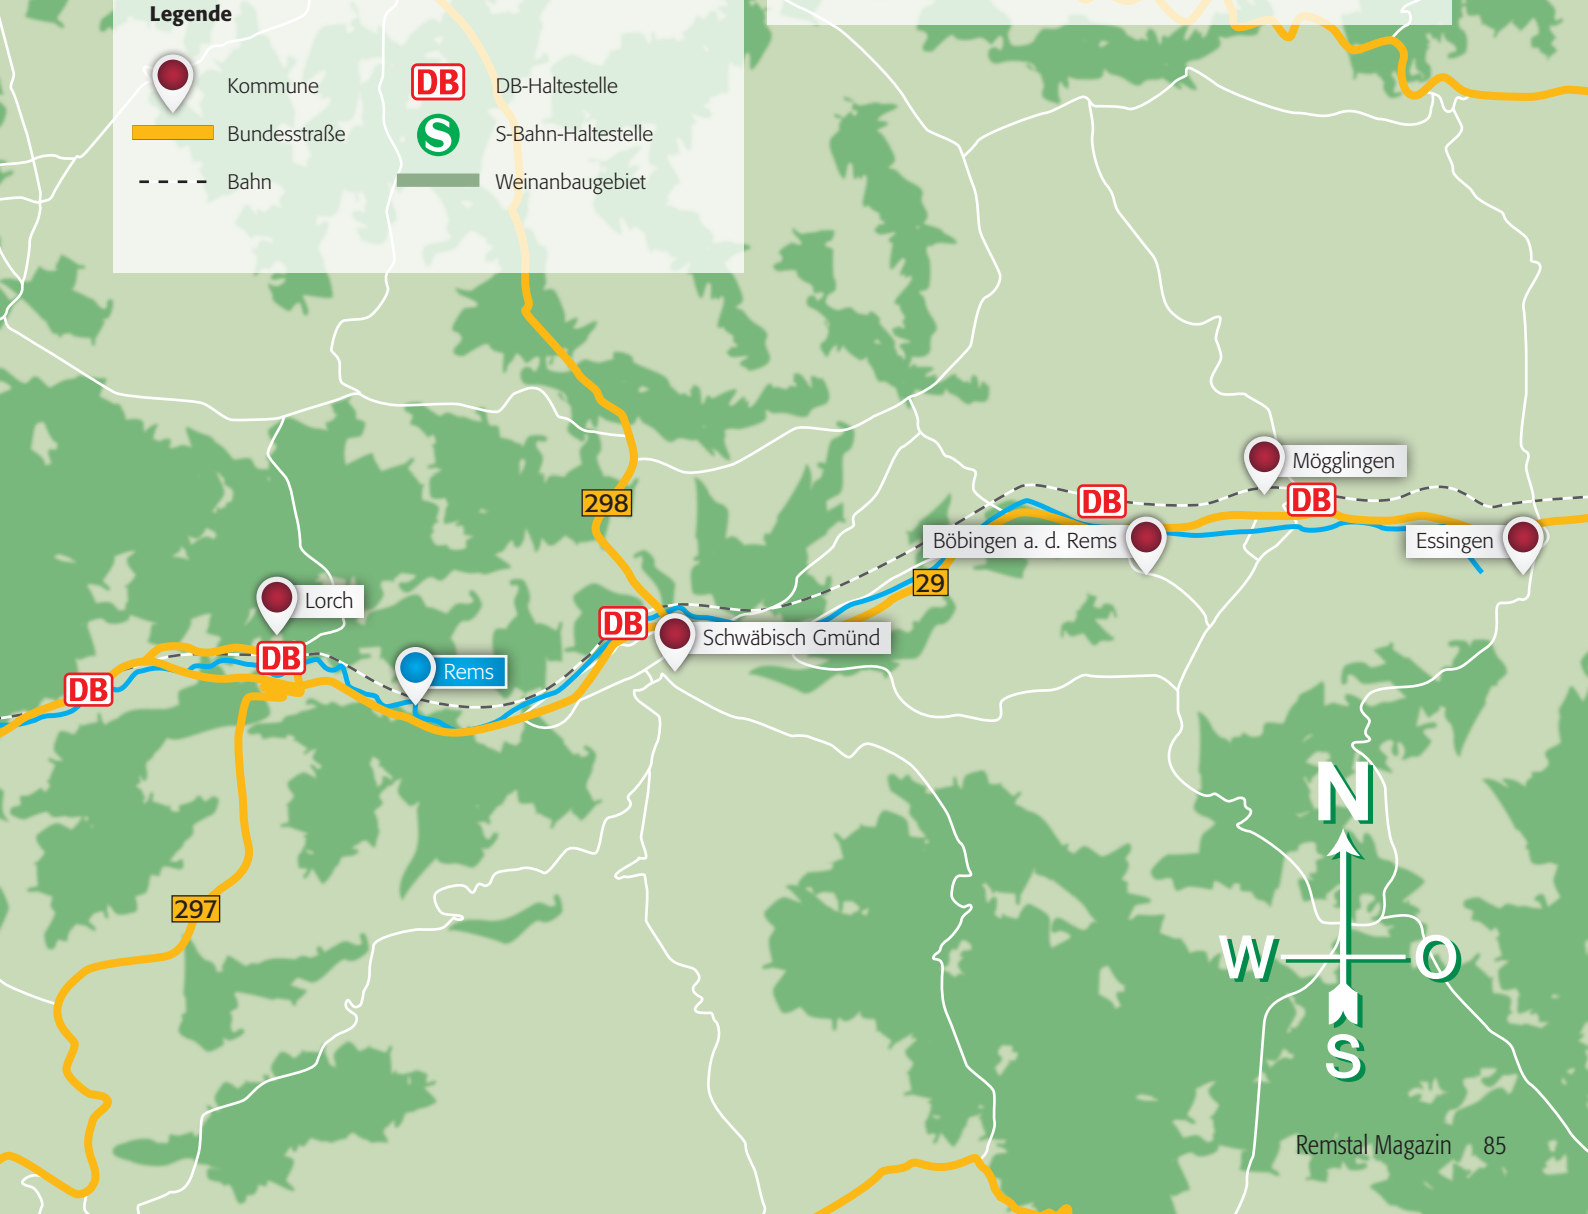 Legende
Kommune
DB DB-Haltestelle
Bundesstraße
S S-Bahn-Haltestelle
Bahn
Weinanbaugebiet
Mögglingen
298
DB
DB
Böbingen a. d. Rems
Essingen
29
Lorch
DB
Schwäbisch Gmünd
DB
Rems
DB
N
297
W
O
S
Remstal Magazin 85